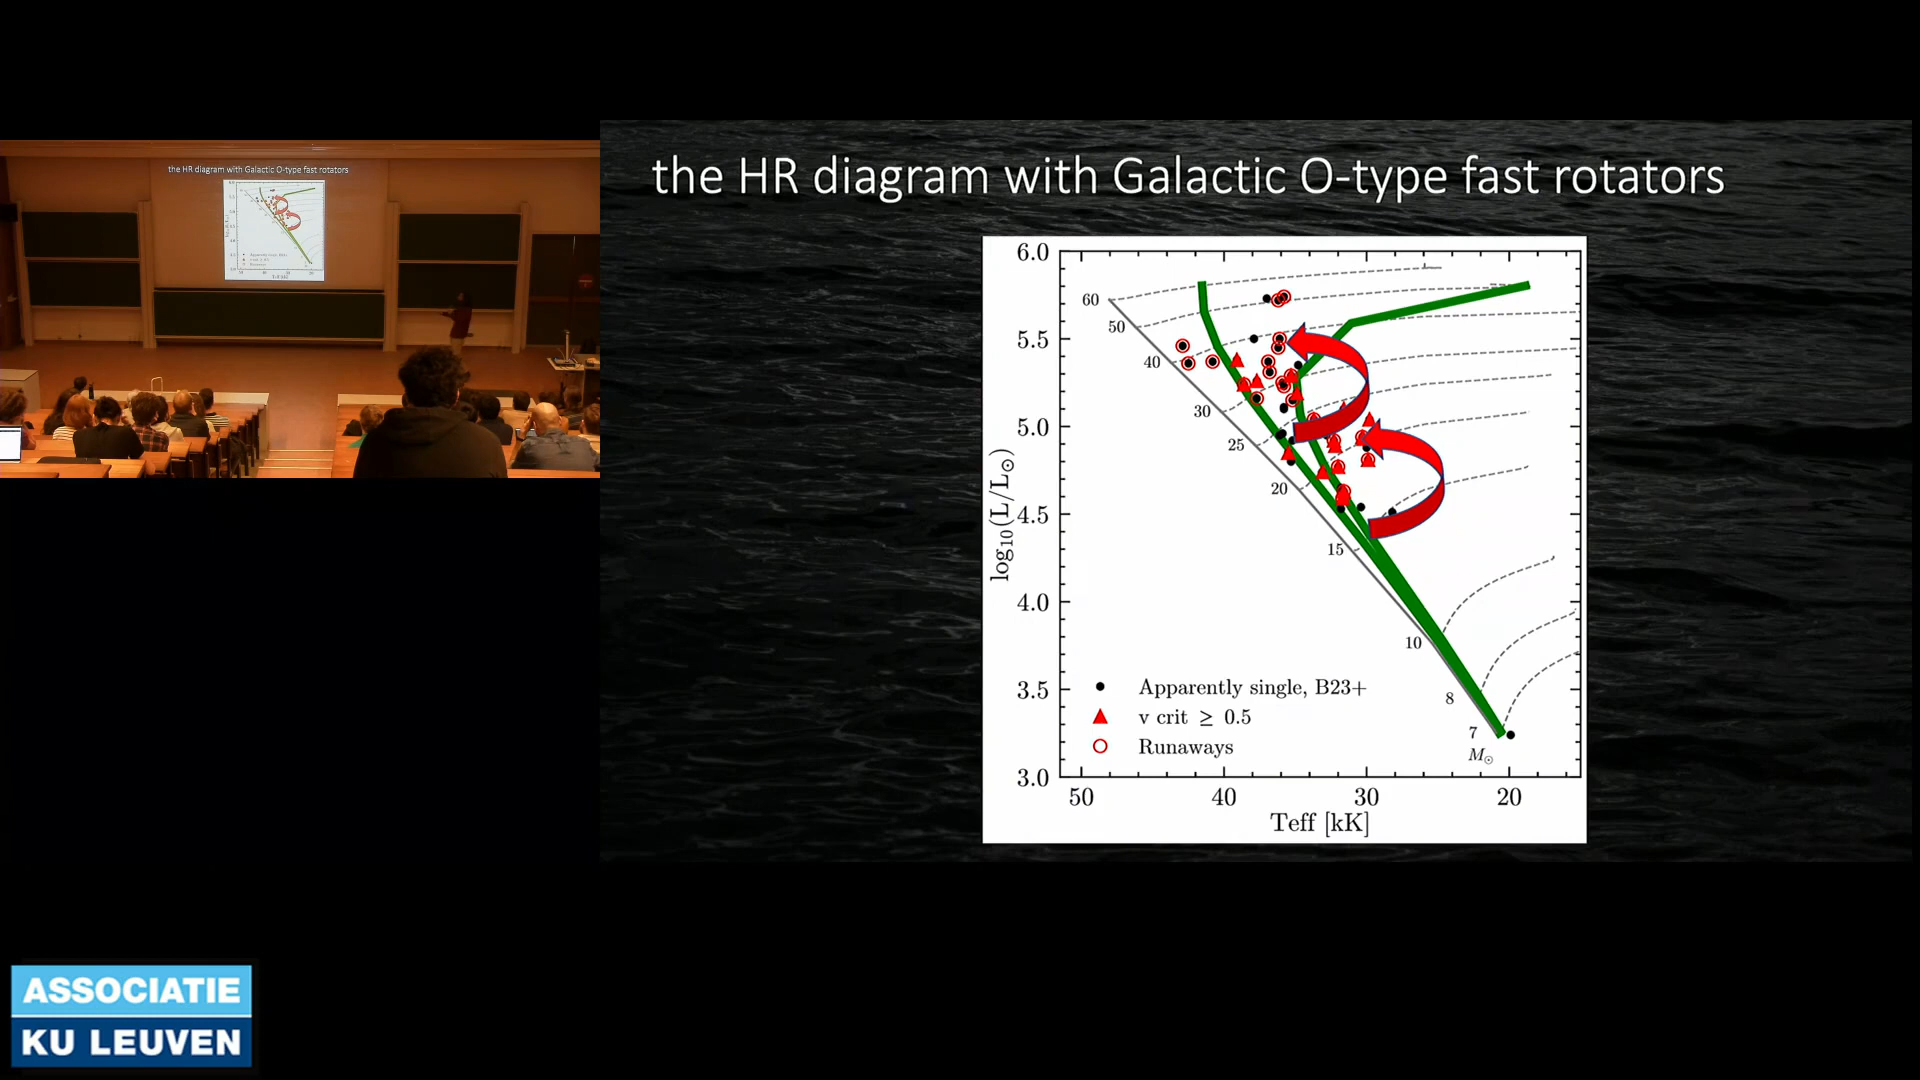 the HR diagram with Galactic O-type fast rotators
the HR diagram with Galactic O-type fast rotators
6.0
5.5
5.0
4.5
4.0
3.5
3.0
log₁₀(L/L⊙)
60
50
40
30
25
20
15
10
8
7
M⊙
Apparently single, B23+
v crit ≥ 0.5
Runaways
50 40 30 20
Teff [kK]
ASSOCIATIE
KU LEUVEN